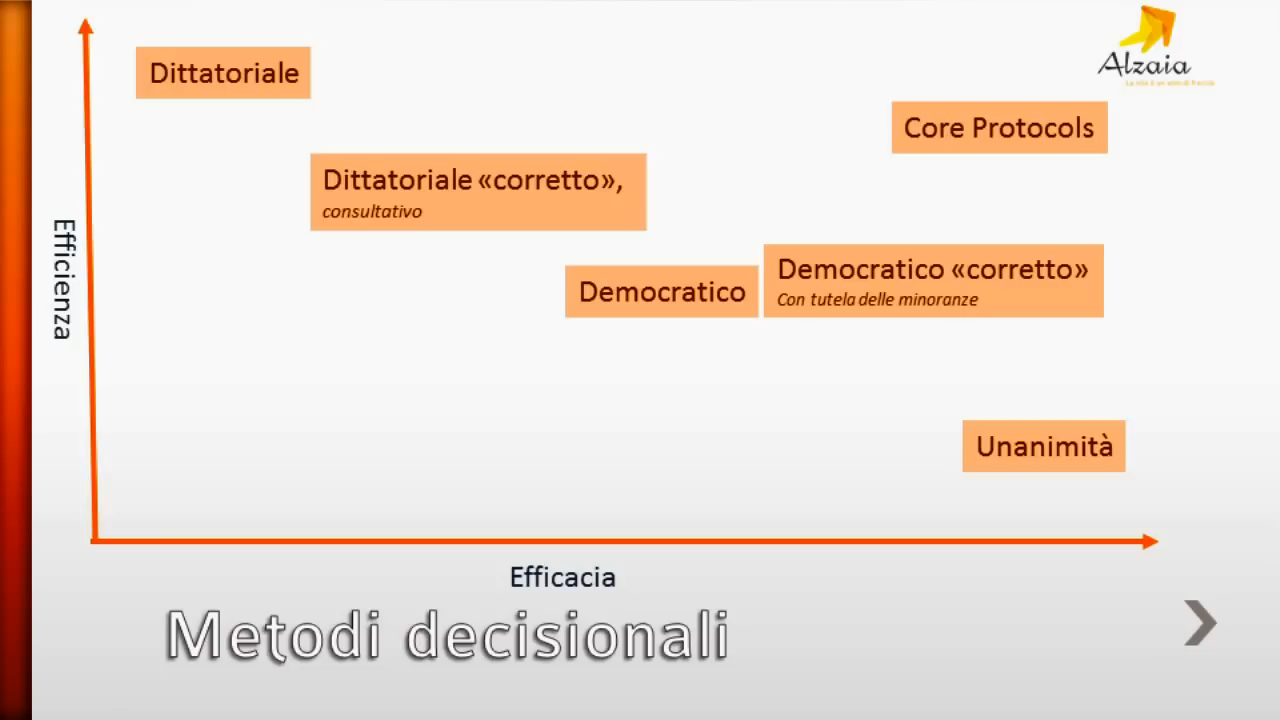 Dittatoriale
Alzaia
Core Protocols
Dittatoriale «corretto»,
consultativo
Efficienza
Democratico «corretto»
Con tutela delle minoranze
Democratico
Unanimità
Efficacia
Metodi decisionali